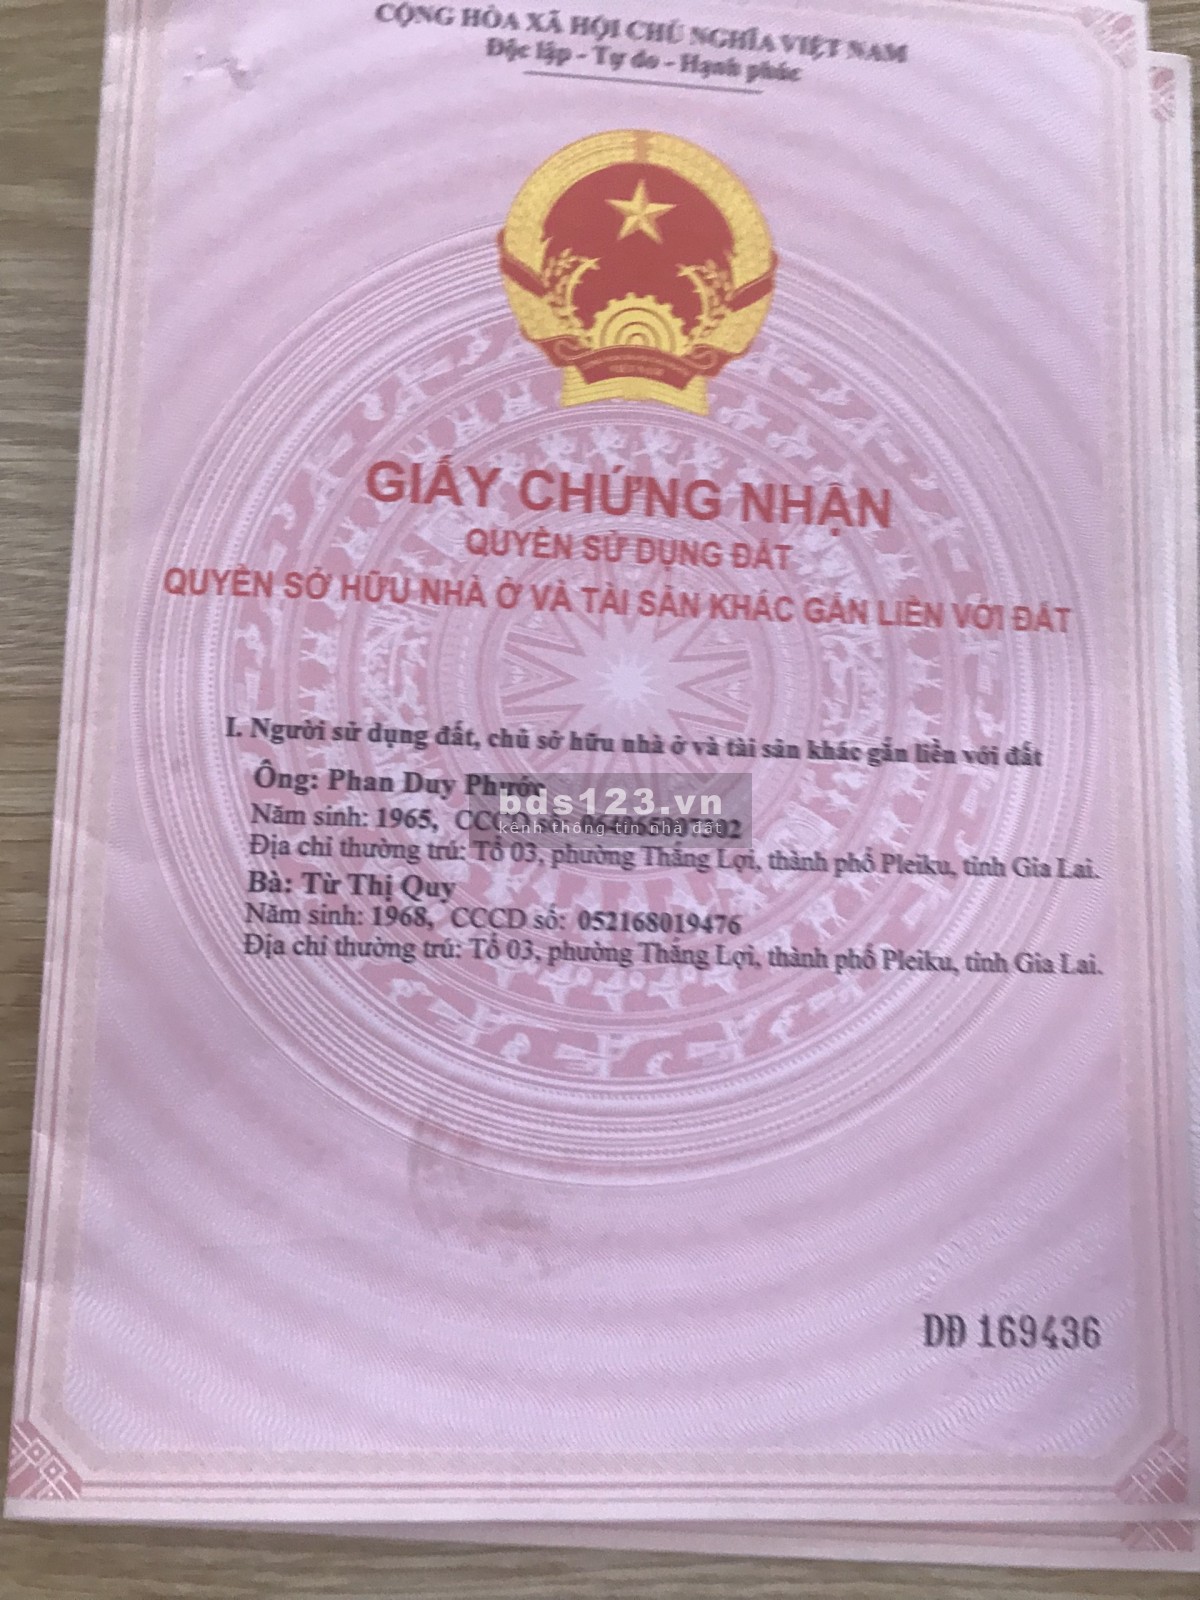 CỘNG HÒA XÃ HỘI CHỦ NGHĨA VIỆT NAM
Độc lập - Tự do - Hạnh phúc
VIỆT NAM
GIẤY CHỨNG NHẬN
QUYỀN SỬ DỤNG ĐẤT
QUYỀN SỞ HỮU NHÀ Ở VÀ TÀI SẢN KHÁC GẮN LIỀN VỚI ĐẤT
I. Người sử dụng đất, chủ sở hữu nhà ở và tài sản khác gắn liền với đất
Ông: Phan Duy Phước
bds123.vn
Năm sinh: 1965, CCCD
kênh thông tin nhà đất
Địa chỉ thường trú: Tổ 03, phường Thắng Lợi, thành phố Pleiku, tỉnh Gia Lai.
Bà: Từ Thị Quy
Năm sinh: 1968, CCCD số: 052168019476
Địa chỉ thường trú: Tổ 03, phường Thắng Lợi, thành phố Pleiku, tỉnh Gia Lai.
DĐ 169436